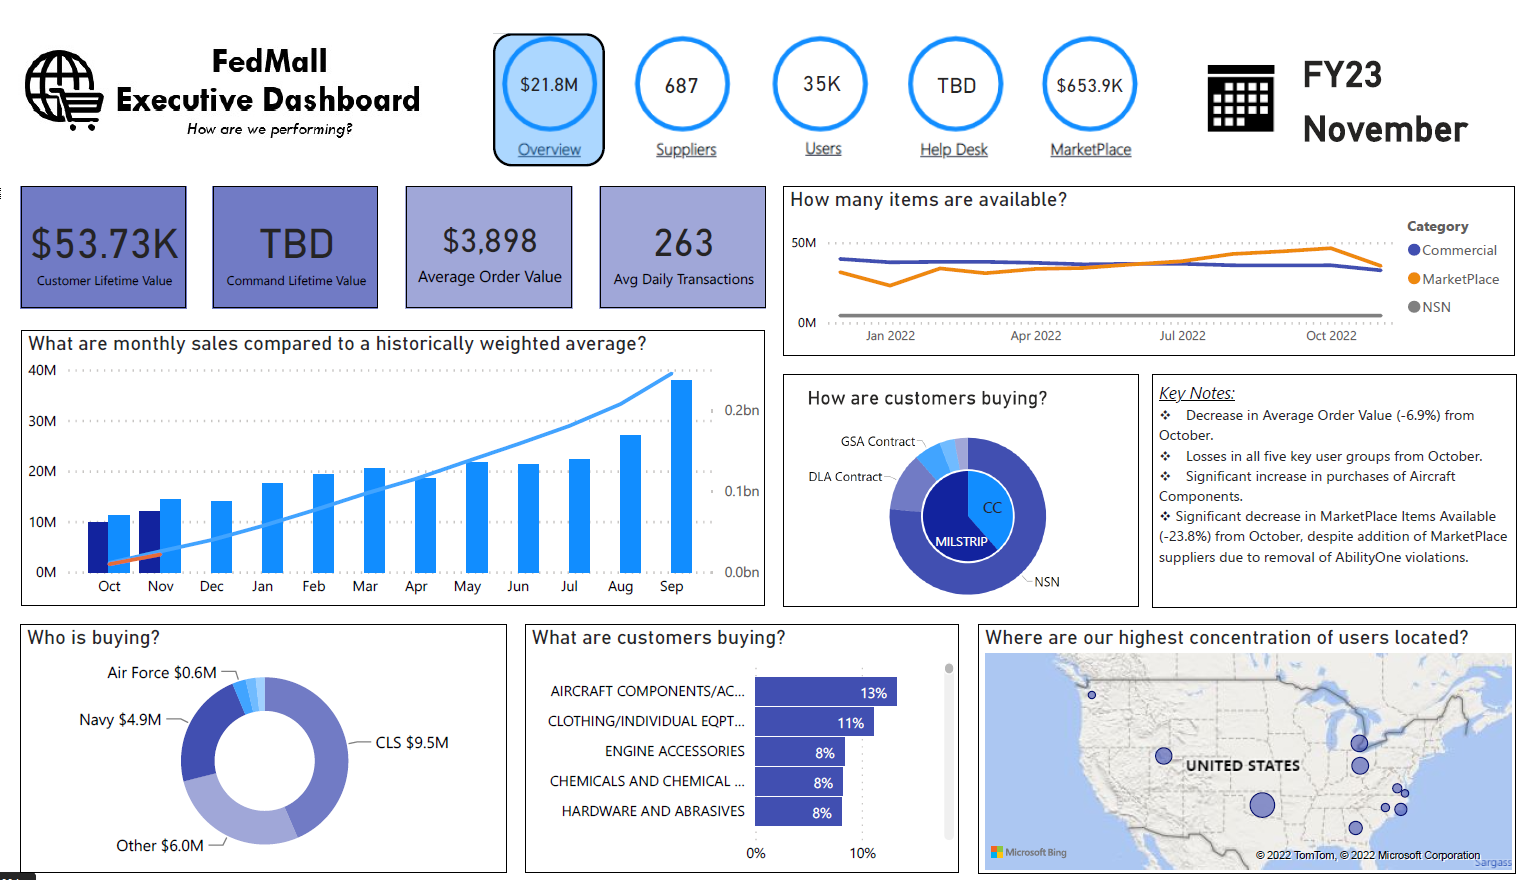 FedMall
Executive Dashboard
How are we performing?
$21.8M
Overview
687
Suppliers
35K
Users
TBD
Help Desk
$653.9K
MarketPlace
FY23
November
$53.73K
Customer Lifetime Value
TBD
Command Lifetime Value
$3,898
Average Order Value
263
Avg Daily Transactions
How many items are available?
50M
0M
Jan 2022
Apr 2022
Jul 2022
Oct 2022
Category
Commercial
MarketPlace
NSN
What are monthly sales compared to a historically weighted average?
40M
30M
20M
10M
0M
0.2bn
0.1bn
0.0bn
Oct
Nov
Dec
Jan
Feb
Mar
Apr
May
Jun
Jul
Aug
Sep
How are customers buying?
GSA Contract
DLA Contract
CC
MILSTRIP
NSN
Key Notes:
❖ Decrease in Average Order Value (-6.9%) from
October.
❖ Losses in all five key user groups from October.
❖ Significant increase in purchases of Aircraft
Components.
❖ Significant decrease in MarketPlace Items Available
(-23.8%) from October, despite addition of MarketPlace
suppliers due to removal of AbilityOne violations.
Who is buying?
Air Force $0.6M
Navy $4.9M
CLS $9.5M
Other $6.0M
What are customers buying?
AIRCRAFT COMPONENTS/AC... 13%
CLOTHING/INDIVIDUAL EQPT... 11%
ENGINE ACCESSORIES 8%
CHEMICALS AND CHEMICAL ... 8%
HARDWARE AND ABRASIVES 8%
0%
10%
Where are our highest concentration of users located?
UNITED STATES
Microsoft Bing
© 2022 TomTom, © 2022 Microsoft Corporation
Sargass